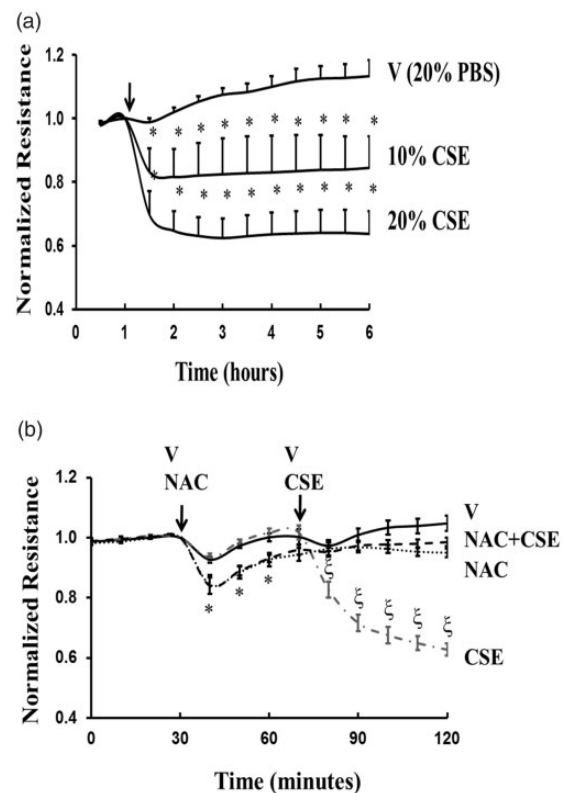 (a)
Normalized Resistance
1.2
1.0
0.8
0.6
0.4
V (20% PBS)
* * * * * * * * * *
10% CSE
* * * * * * * * * *
20% CSE
0 1 2 3 4 5 6
Time (hours)
(b)
Normalized Resistance
1.2
1.0
0.8
0.6
0.4
V V
NAC CSE
V
NAC+CSE
NAC
CSE
* * *
ξ ξ ξ ξ ξ
0 30 60 90 120
Time (minutes)